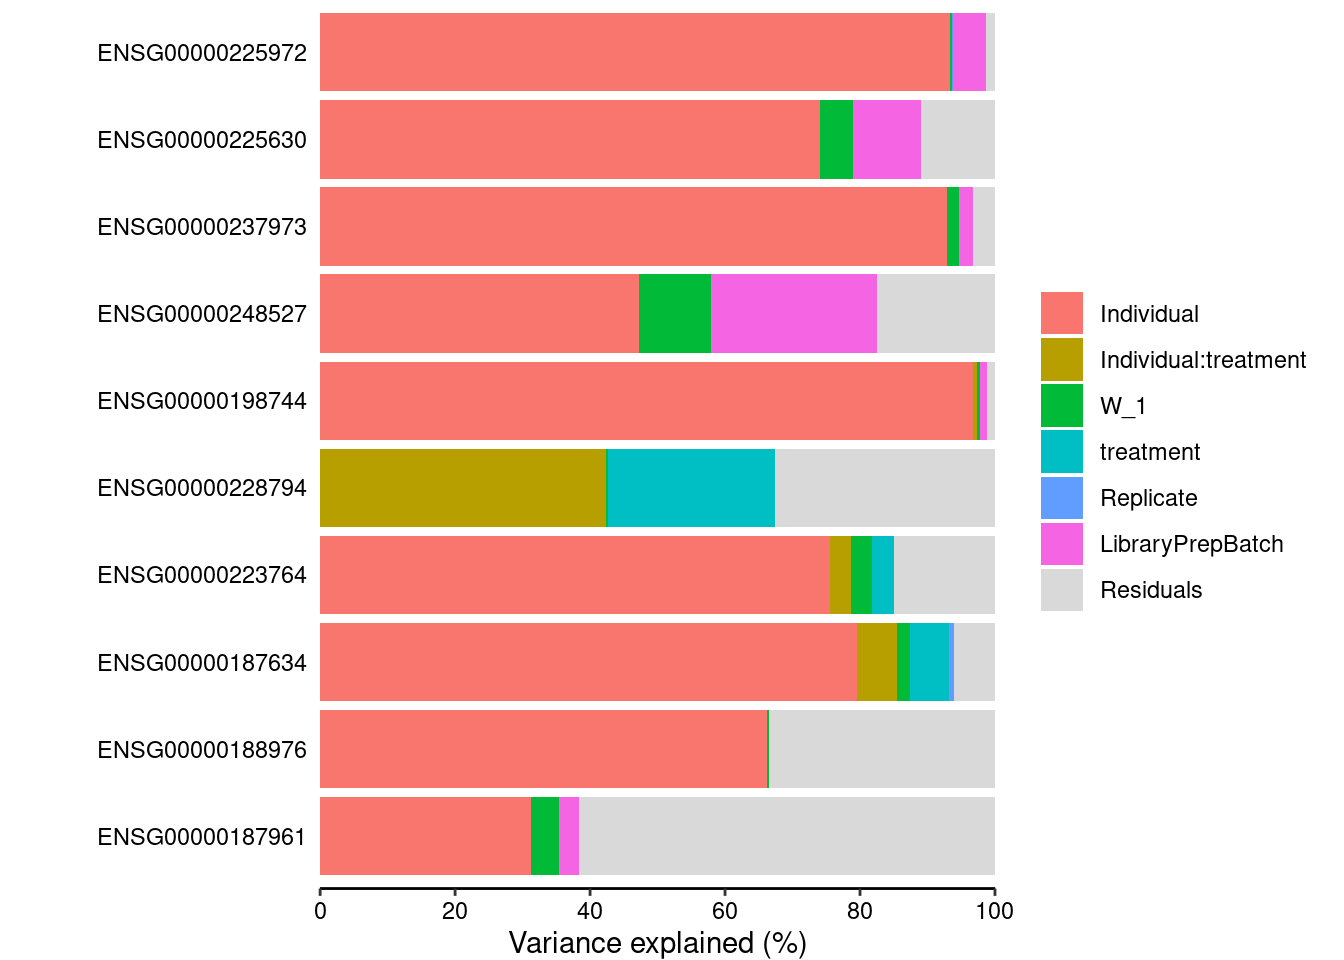 ENSG00000225972
ENSG00000225630
ENSG00000237973
ENSG00000248527
ENSG00000198744
ENSG00000228794
ENSG00000223764
ENSG00000187634
ENSG00000188976
ENSG00000187961
0 20 40 60 80 100
Variance explained (%)
Individual
Individual:treatment
W_1
treatment
Replicate
LibraryPrepBatch
Residuals